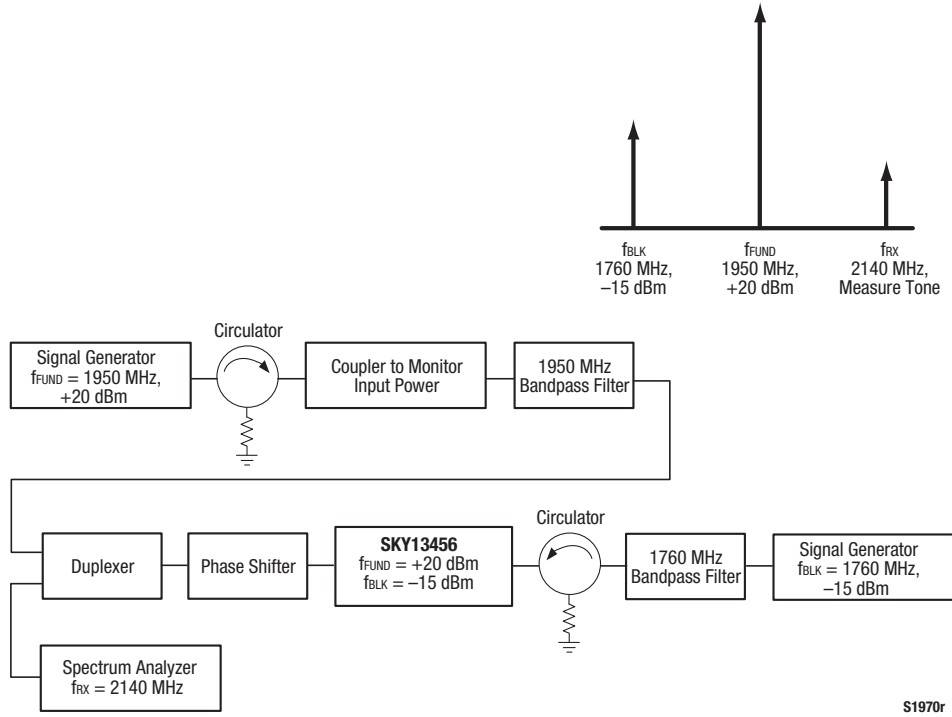 fBLK
1760 MHz,
–15 dBm
fFUND
1950 MHz,
+20 dBm
fRX
2140 MHz,
Measure Tone
Circulator
Signal Generator
fFUND = 1950 MHz,
+20 dBm
Coupler to Monitor
Input Power
1950 MHz
Bandpass Filter
Duplexer
Phase Shifter
SKY13456
fFUND = +20 dBm
fBLK = –15 dBm
Circulator
1760 MHz
Bandpass Filter
Signal Generator
fBLK = 1760 MHz,
–15 dBm
Spectrum Analyzer
fRX = 2140 MHz
S1970r